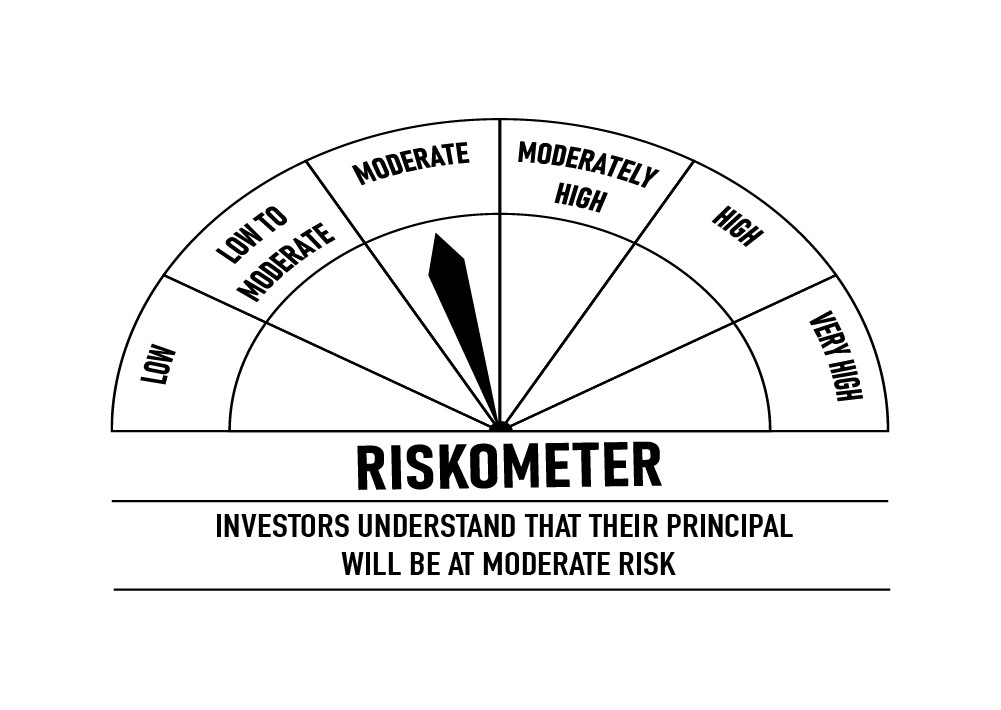 LOW
LOW TO
MODERATE
MODERATE
MODERATELY
HIGH
HIGH
VERY HIGH
RISKOMETER
INVESTORS UNDERSTAND THAT THEIR PRINCIPAL
WILL BE AT MODERATE RISK